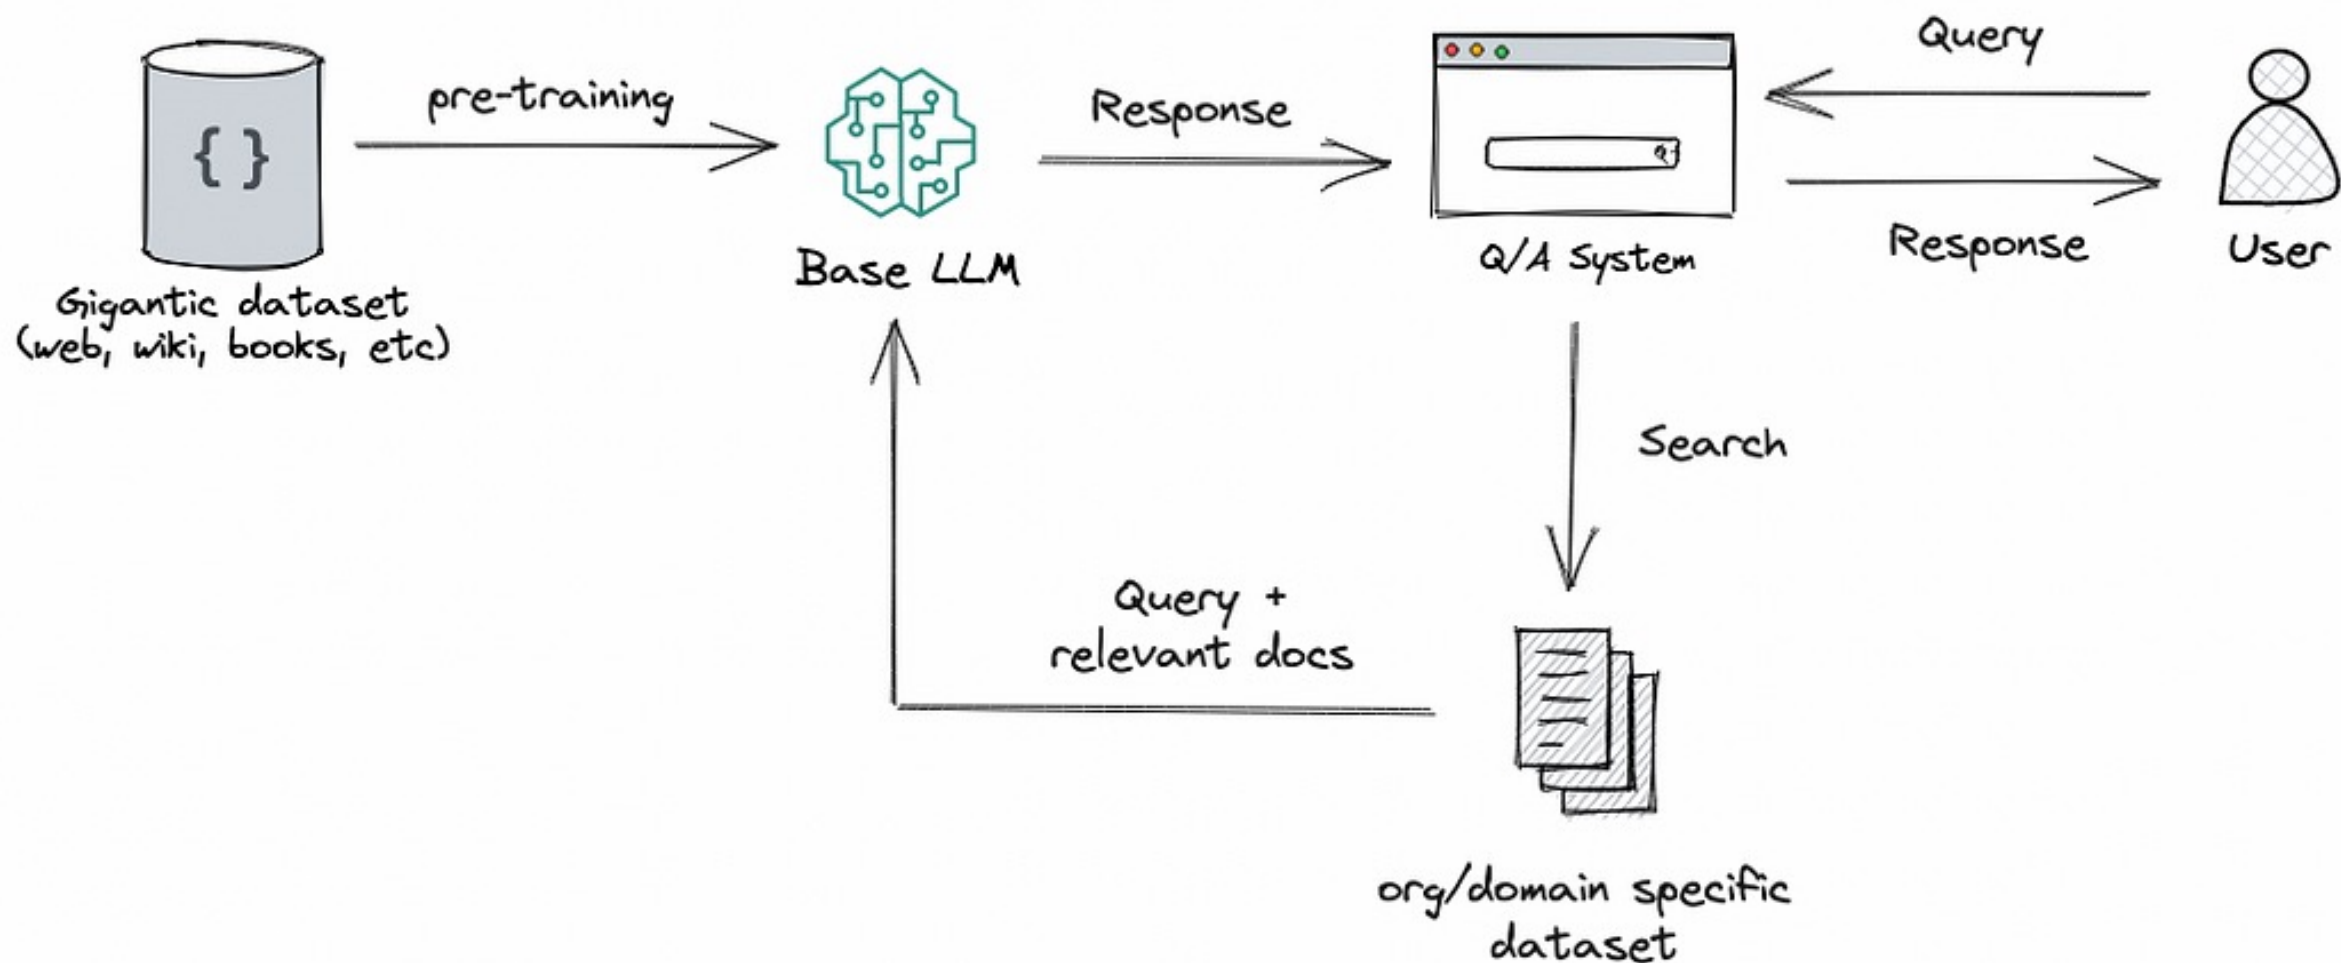 Query
pre-training
Response
{ }
Base LLM
Q/A System
Response
User
Gigantic dataset
(web, wiki, books, etc)
Search
Query +
relevant docs
org/domain specific
dataset